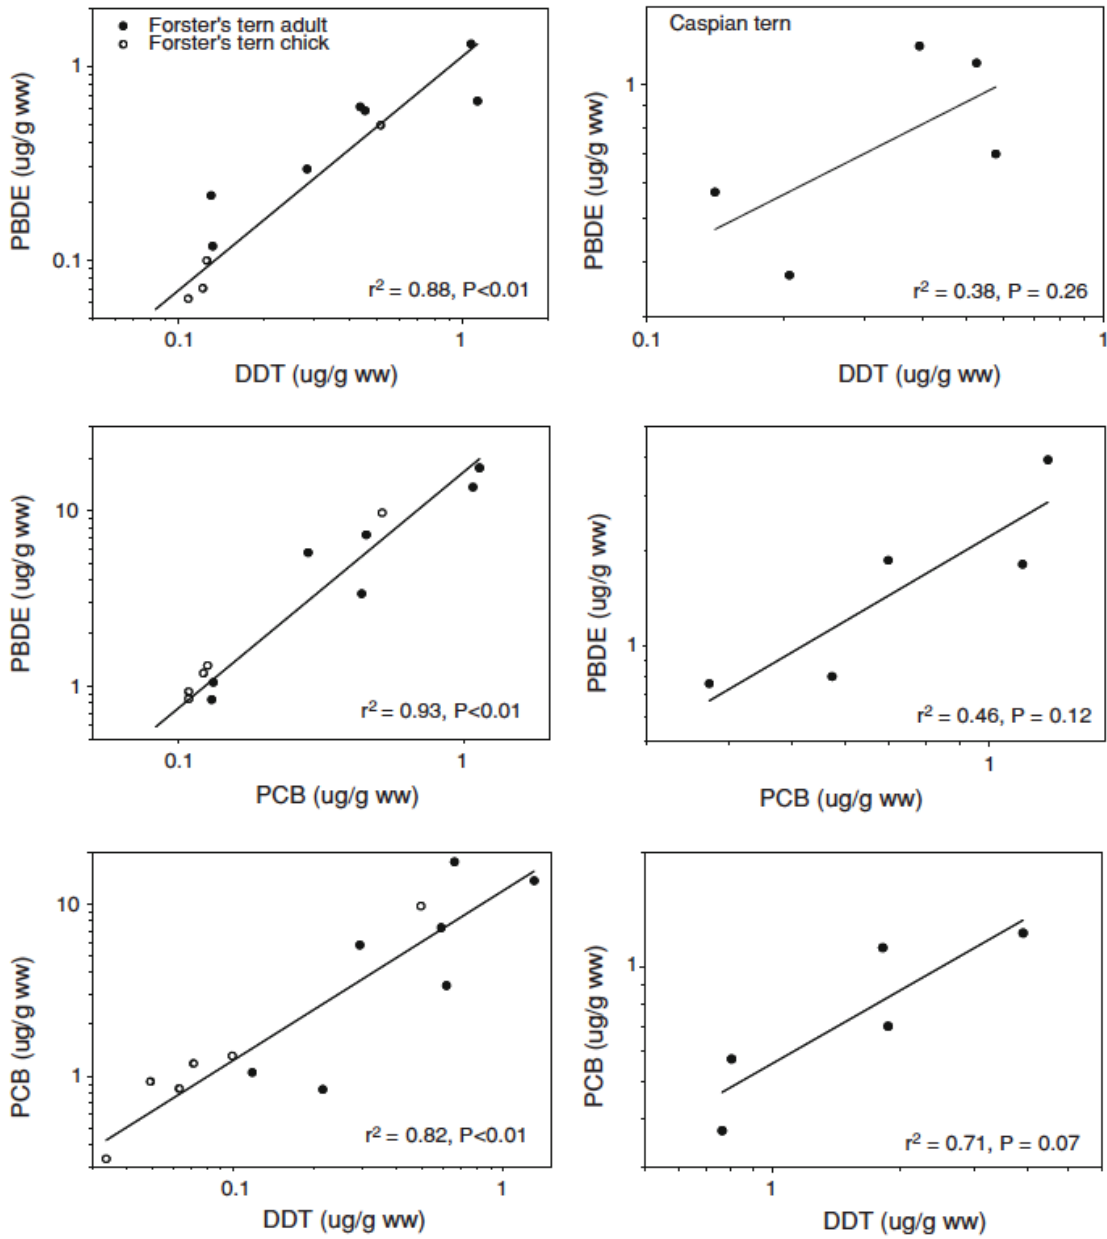 Forster's tern adult
Forster's tern chick
1
0.1
PBDE (ug/g ww)
r² = 0.88, P<0.01
0.1 1
DDT (ug/g ww)
Caspian tern
1
PBDE (ug/g ww)
r² = 0.38, P = 0.26
0.1 1
DDT (ug/g ww)
10
1
PBDE (ug/g ww)
r² = 0.93, P<0.01
0.1 1
PCB (ug/g ww)
1
PBDE (ug/g ww)
r² = 0.46, P = 0.12
1
PCB (ug/g ww)
10
1
PCB (ug/g ww)
r² = 0.82, P<0.01
0.1 1
DDT (ug/g ww)
1
PCB (ug/g ww)
r² = 0.71, P = 0.07
1
DDT (ug/g ww)